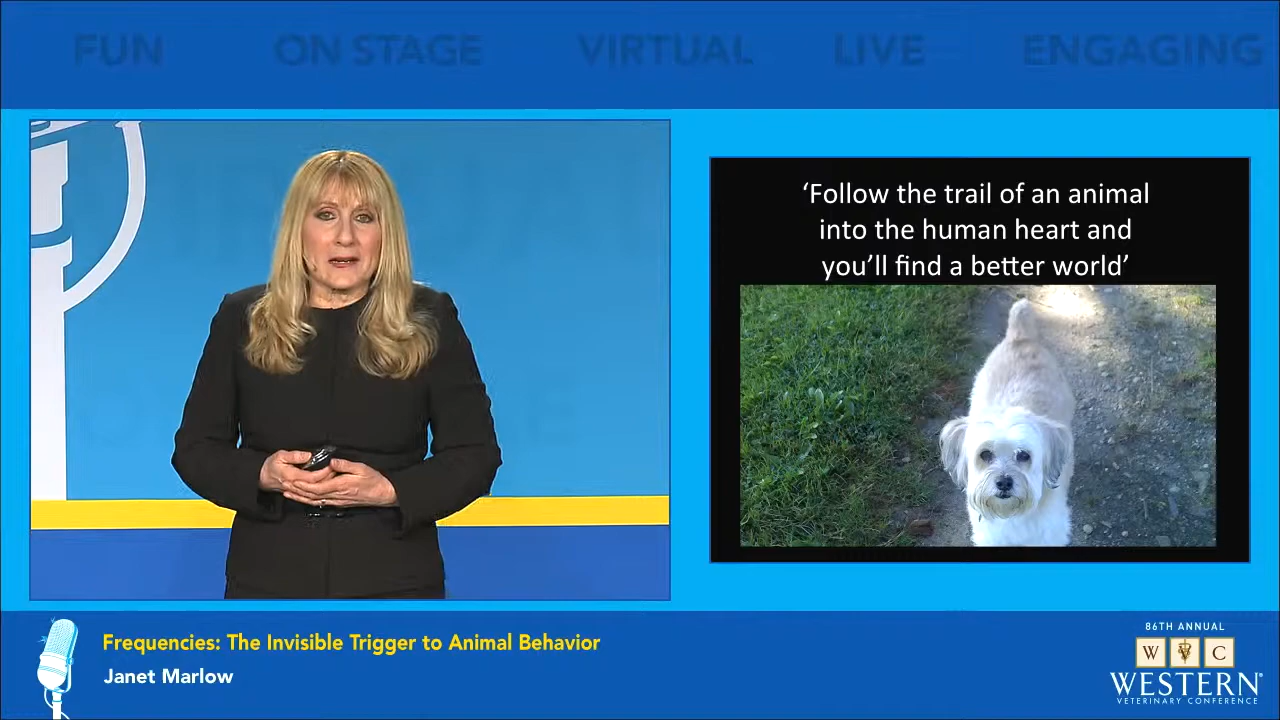 FUN ON STAGE VIRTUAL LIVE ENGAGING
‘Follow the trail of an animal
into the human heart and
you’ll find a better world’
Frequencies: The Invisible Trigger to Animal Behavior
Janet Marlow
86TH ANNUAL
W V C
WESTERN®
VETERINARY CONFERENCE